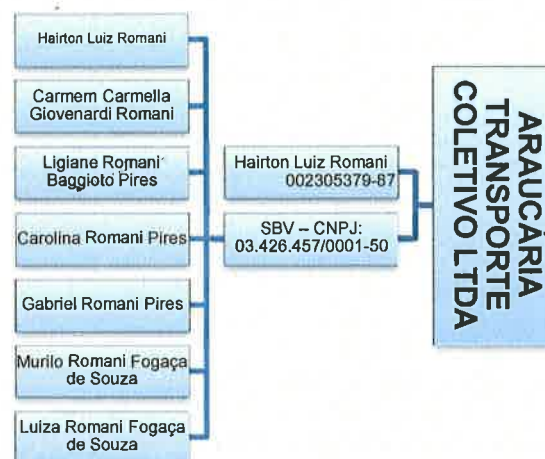 Hairton Luiz Romani
Carmem Carmella
Giovenardi Romani
Ligiane Romani
Baggioto Pires
Carolina Romani Pires
Gabriel Romani Pires
Murilo Romani Fogaça
de Souza
Luiza Romani Fogaça
de Souza
Hairton Luiz Romani
002305379-87
SBV – CNPJ:
03.426.457/0001-50
ARAUCÁRIA
TRANSPORTE
COLETIVO LTDA